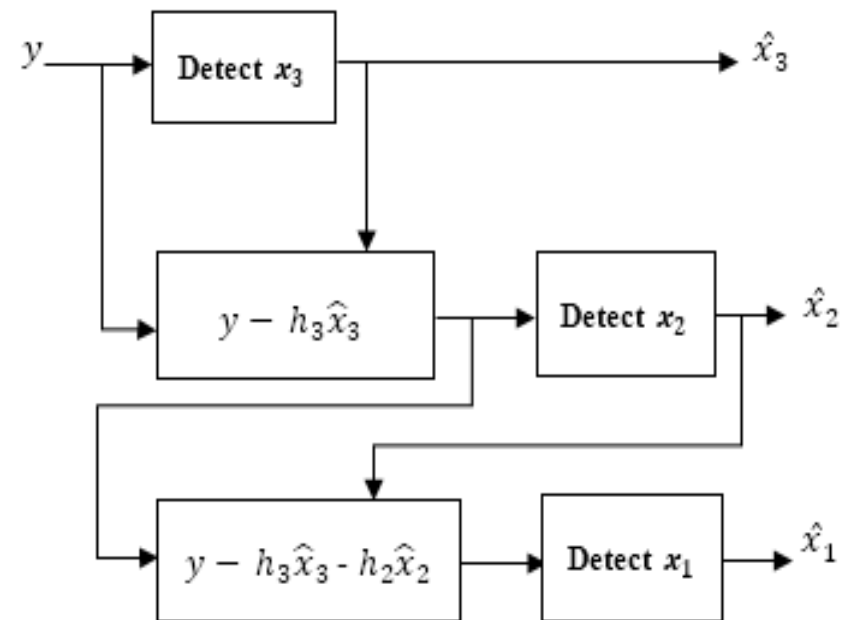 y
Detect x₃
x̂₃
y − h₃x̂₃
Detect x₂
x̂₂
y − h₃x̂₃ - h₂x̂₂
Detect x₁
x̂₁